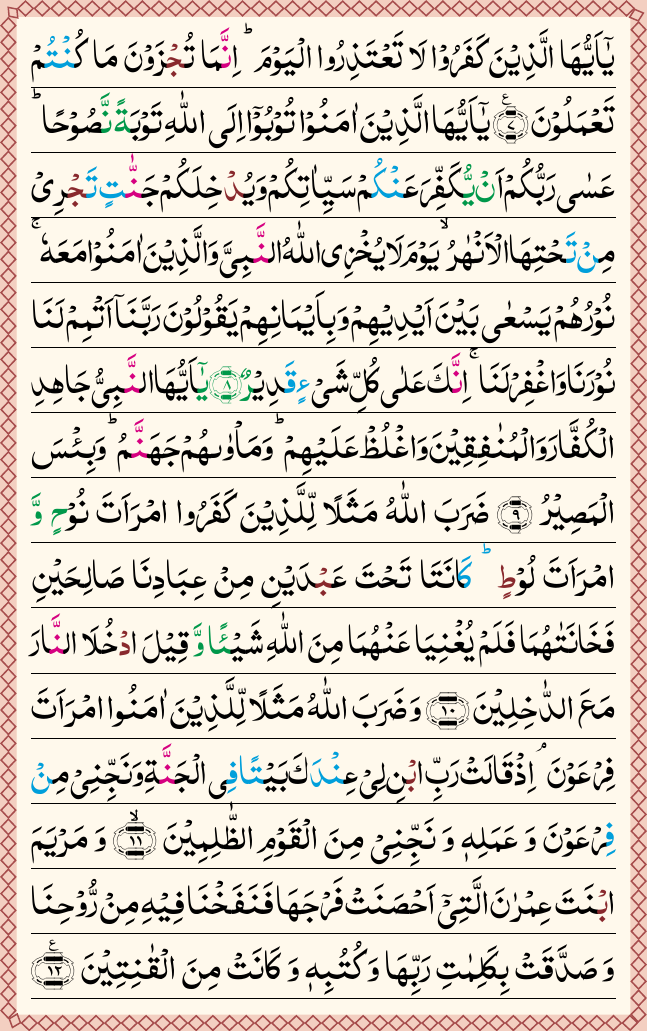 يٰۤاَيُّهَا الَّذِيْنَ كَفَرُوْا لَا تَعْتَذِرُوا الْيَوْمَ ؕ اِنَّمَا تُجْزَوْنَ مَا كُنْتُمْ
تَعْمَلُوْنَ ﴿۷﴾ يٰۤاَيُّهَا الَّذِيْنَ اٰمَنُوْا تُوْبُوْۤا اِلَى اللّٰهِ تَوْبَةً نَّصُوْحًا ؕ
عَسٰى رَبُّكُمْ اَنْ يُّكَفِّرَ عَنْكُمْ سَيِّاٰتِكُمْ وَيُدْخِلَكُمْ جَنّٰتٍ تَجْرِىْ
مِنْ تَحْتِهَا الْاَنْهٰرُ ۙ يَوْمَ لَا يُخْزِى اللّٰهُ النَّبِىَّ وَالَّذِيْنَ اٰمَنُوْا مَعَهٗ ۚ
نُوْرُهُمْ يَسْعٰى بَيْنَ اَيْدِيْهِمْ وَبِاَيْمَانِهِمْ يَقُوْلُوْنَ رَبَّنَاۤ اَتْمِمْ لَنَا
نُوْرَنَا وَاغْفِرْ لَنَا ۚ اِنَّكَ عَلٰى كُلِّ شَىْءٍ قَدِيْرٌ ﴿۸﴾ يٰۤاَيُّهَا النَّبِىُّ جَاهِدِ
الْكُفَّارَ وَالْمُنٰفِقِيْنَ وَاغْلُظْ عَلَيْهِمْ ؕ وَمَاْوٰٮهُمْ جَهَنَّمُ ؕ وَبِئْسَ
الْمَصِيْرُ ﴿۹﴾ ضَرَبَ اللّٰهُ مَثَلًا لِّلَّذِيْنَ كَفَرُوا امْرَاَتَ نُوْحٍ وَّ
امْرَاَتَ لُوْطٍ ؕ كَانَتَا تَحْتَ عَبْدَيْنِ مِنْ عِبَادِنَا صَالِحَيْنِ
فَخَانَتٰهُمَا فَلَمْ يُغْنِيَا عَنْهُمَا مِنَ اللّٰهِ شَيْـًٔا وَّ قِيْلَ ادْخُلَا النَّارَ
مَعَ الدّٰخِلِيْنَ ﴿۱۰﴾ وَضَرَبَ اللّٰهُ مَثَلًا لِّلَّذِيْنَ اٰمَنُوا امْرَاَتَ
فِرْعَوْنَ ۘ اِذْ قَالَتْ رَبِّ ابْنِ لِىْ عِنْدَكَ بَيْتًا فِى الْجَنَّةِ وَنَجِّنِىْ مِنْ
فِرْعَوْنَ وَ عَمَلِهٖ وَ نَجِّنِىْ مِنَ الْقَوْمِ الظّٰلِمِيْنَ ۙ﴿۱۱﴾ وَ مَرْيَمَ
ابْنَتَ عِمْرٰنَ الَّتِىْۤ اَحْصَنَتْ فَرْجَهَا فَنَفَخْنَا فِيْهِ مِنْ رُّوْحِنَا
وَ صَدَّقَتْ بِكَلِمٰتِ رَبِّهَا وَ كُتُبِهٖ وَ كَانَتْ مِنَ الْقٰنِتِيْنَ ﴿۱۲﴾